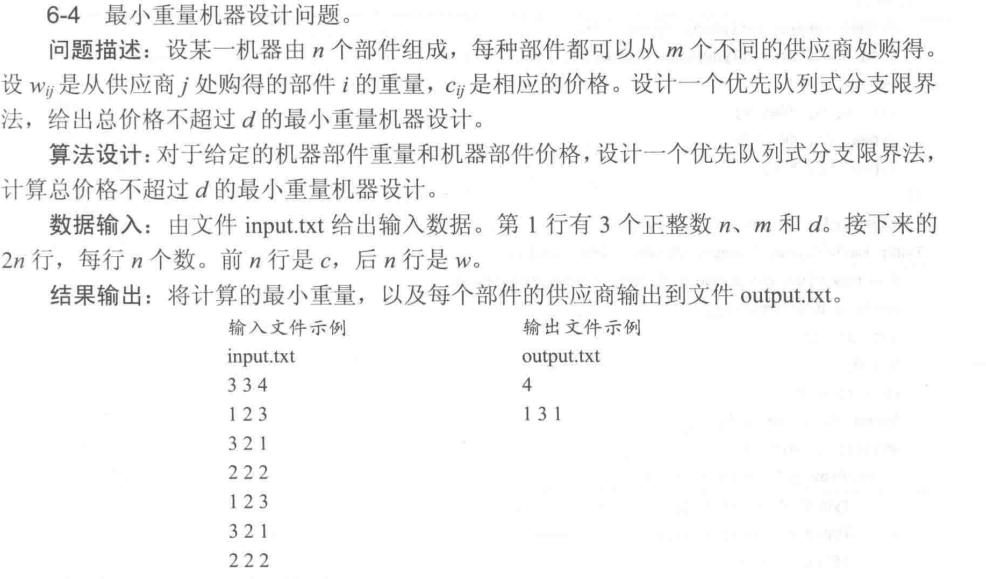 6-4 最小重量机器设计问题。
问题描述：设某一机器由 n 个部件组成，每种部件都可以从 m 个不同的供应商处购得。
设 wij 是从供应商 j 处购得的部件 i 的重量，cij 是相应的价格。设计一个优先队列式分支限界
法，给出总价格不超过 d 的最小重量机器设计。
算法设计：对于给定的机器部件重量和机器部件价格，设计一个优先队列式分支限界法，
计算总价格不超过 d 的最小重量机器设计。
数据输入：由文件 input.txt 给出输入数据。第 1 行有 3 个正整数 n、m 和 d。接下来的
2n 行，每行 n 个数。前 n 行是 c，后 n 行是 w。
结果输出：将计算的最小重量，以及每个部件的供应商输出到文件 output.txt。
输入文件示例 输出文件示例
input.txt output.txt
3 3 4 4
1 2 3 1 3 1
3 2 1
2 2 2
1 2 3
3 2 1
2 2 2